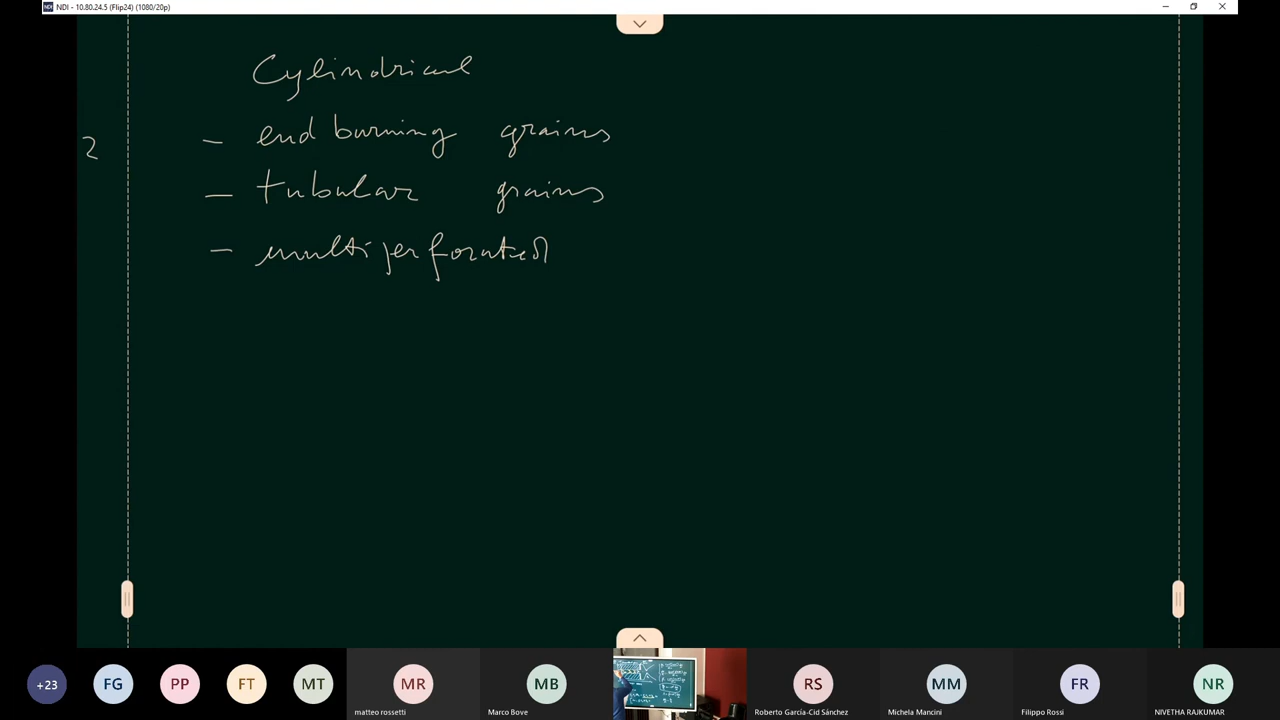 NDI - 10.80.24.5 (Flip24) (1080/20p)
Cylindrical
2
- end burning grains
- tubular grains
- multiperforated
+23
FG
PP
FT
MT
MR
matteo rossetti
MB
Marco Bove
RS
Roberto García-Cid Sánchez
MM
Michela Mancini
FR
Filippo Rossi
NR
NIVETHA RAJKUMAR